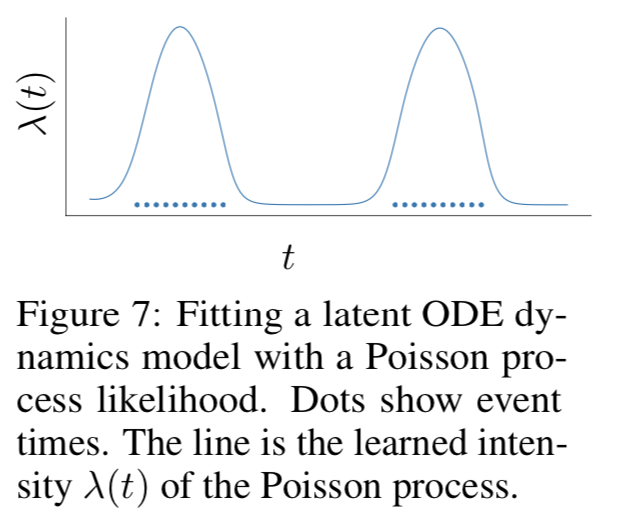 λ(t)
t
Figure 7: Fitting a latent ODE dy-
namics model with a Poisson pro-
cess likelihood. Dots show event
times. The line is the learned inten-
sity λ(t) of the Poisson process.